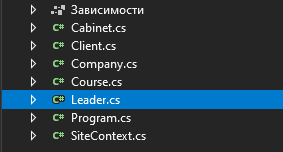 Зависимости
C# Cabinet.cs
C# Client.cs
C# Company.cs
C# Course.cs
C# Leader.cs
C# Program.cs
C# SiteContext.cs